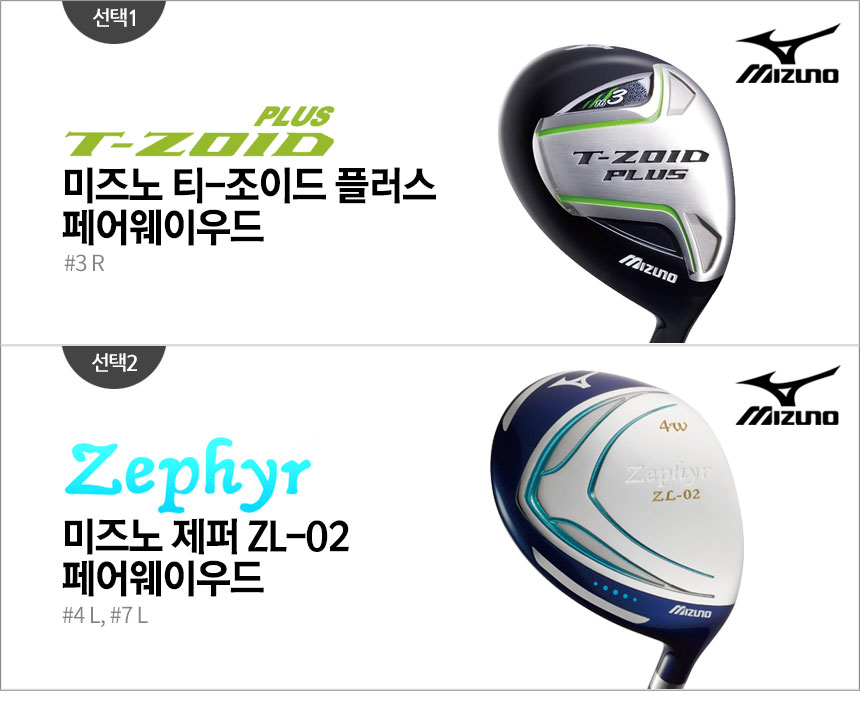 선택1
MIZUNO
PLUS
T-ZOID
미즈노 티-조이드 플러스
페어웨이우드
#3 R
3
T-ZOID
PLUS
MIZUNO
선택2
MIZUNO
Zephyr
미즈노 제퍼 ZL-02
페어웨이우드
#4 L, #7 L
4W
Zephyr
ZL-02
MIZUNO